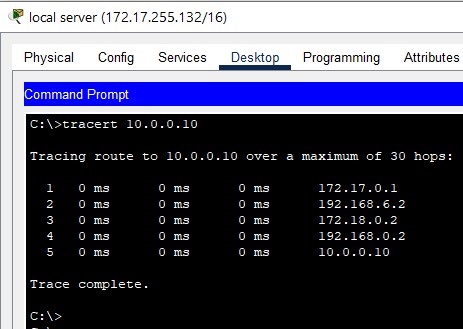 local server (172.17.255.132/16)
Physical Config Services Desktop Programming Attributes
Command Prompt
C:\>tracert 10.0.0.10
Tracing route to 10.0.0.10 over a maximum of 30 hops:
1 0 ms 0 ms 0 ms 172.17.0.1
2 0 ms 0 ms 0 ms 192.168.6.2
3 0 ms 0 ms 0 ms 172.18.0.2
4 0 ms 0 ms 0 ms 192.168.0.2
5 0 ms 0 ms 0 ms 10.0.0.10
Trace complete.
C:\>